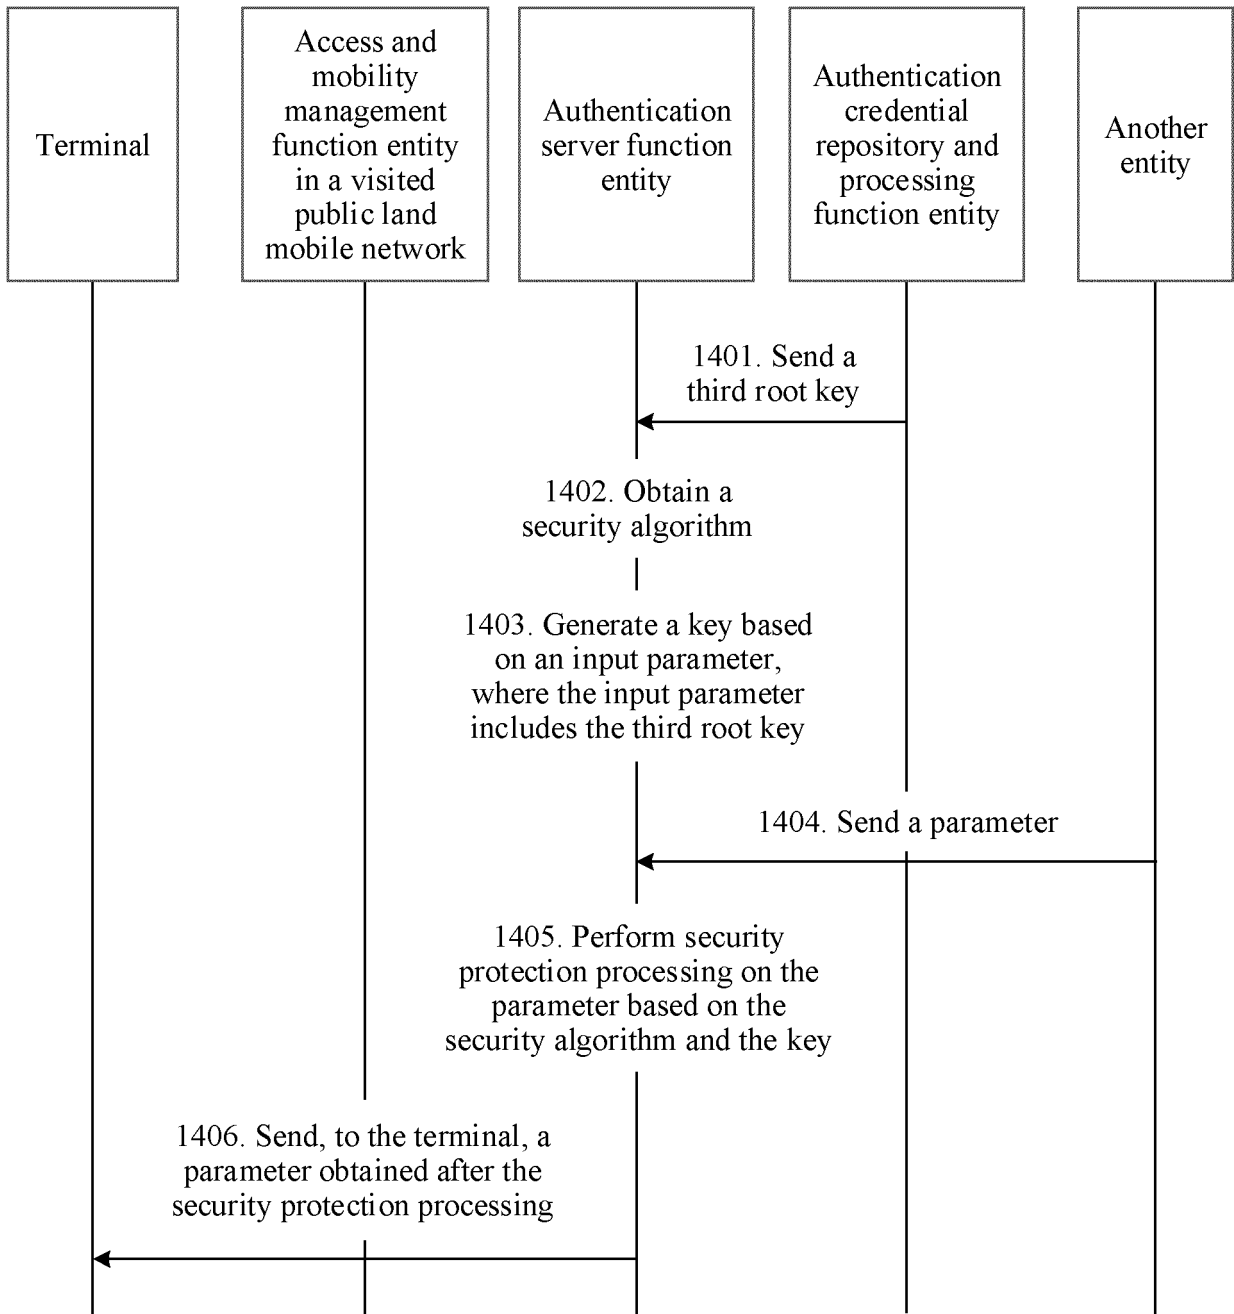 Terminal
Access and
mobility
management
function entity
in a visited
public land
mobile network
Authentication
server function
entity
Authentication
credential
repository and
processing
function entity
Another
entity
1401. Send a
third root key
1402. Obtain a
security algorithm
1403. Generate a key based
on an input parameter,
where the input parameter
includes the third root key
1404. Send a parameter
1405. Perform security
protection processing on the
parameter based on the
security algorithm and the key
1406. Send, to the terminal, a
parameter obtained after the
security protection processing